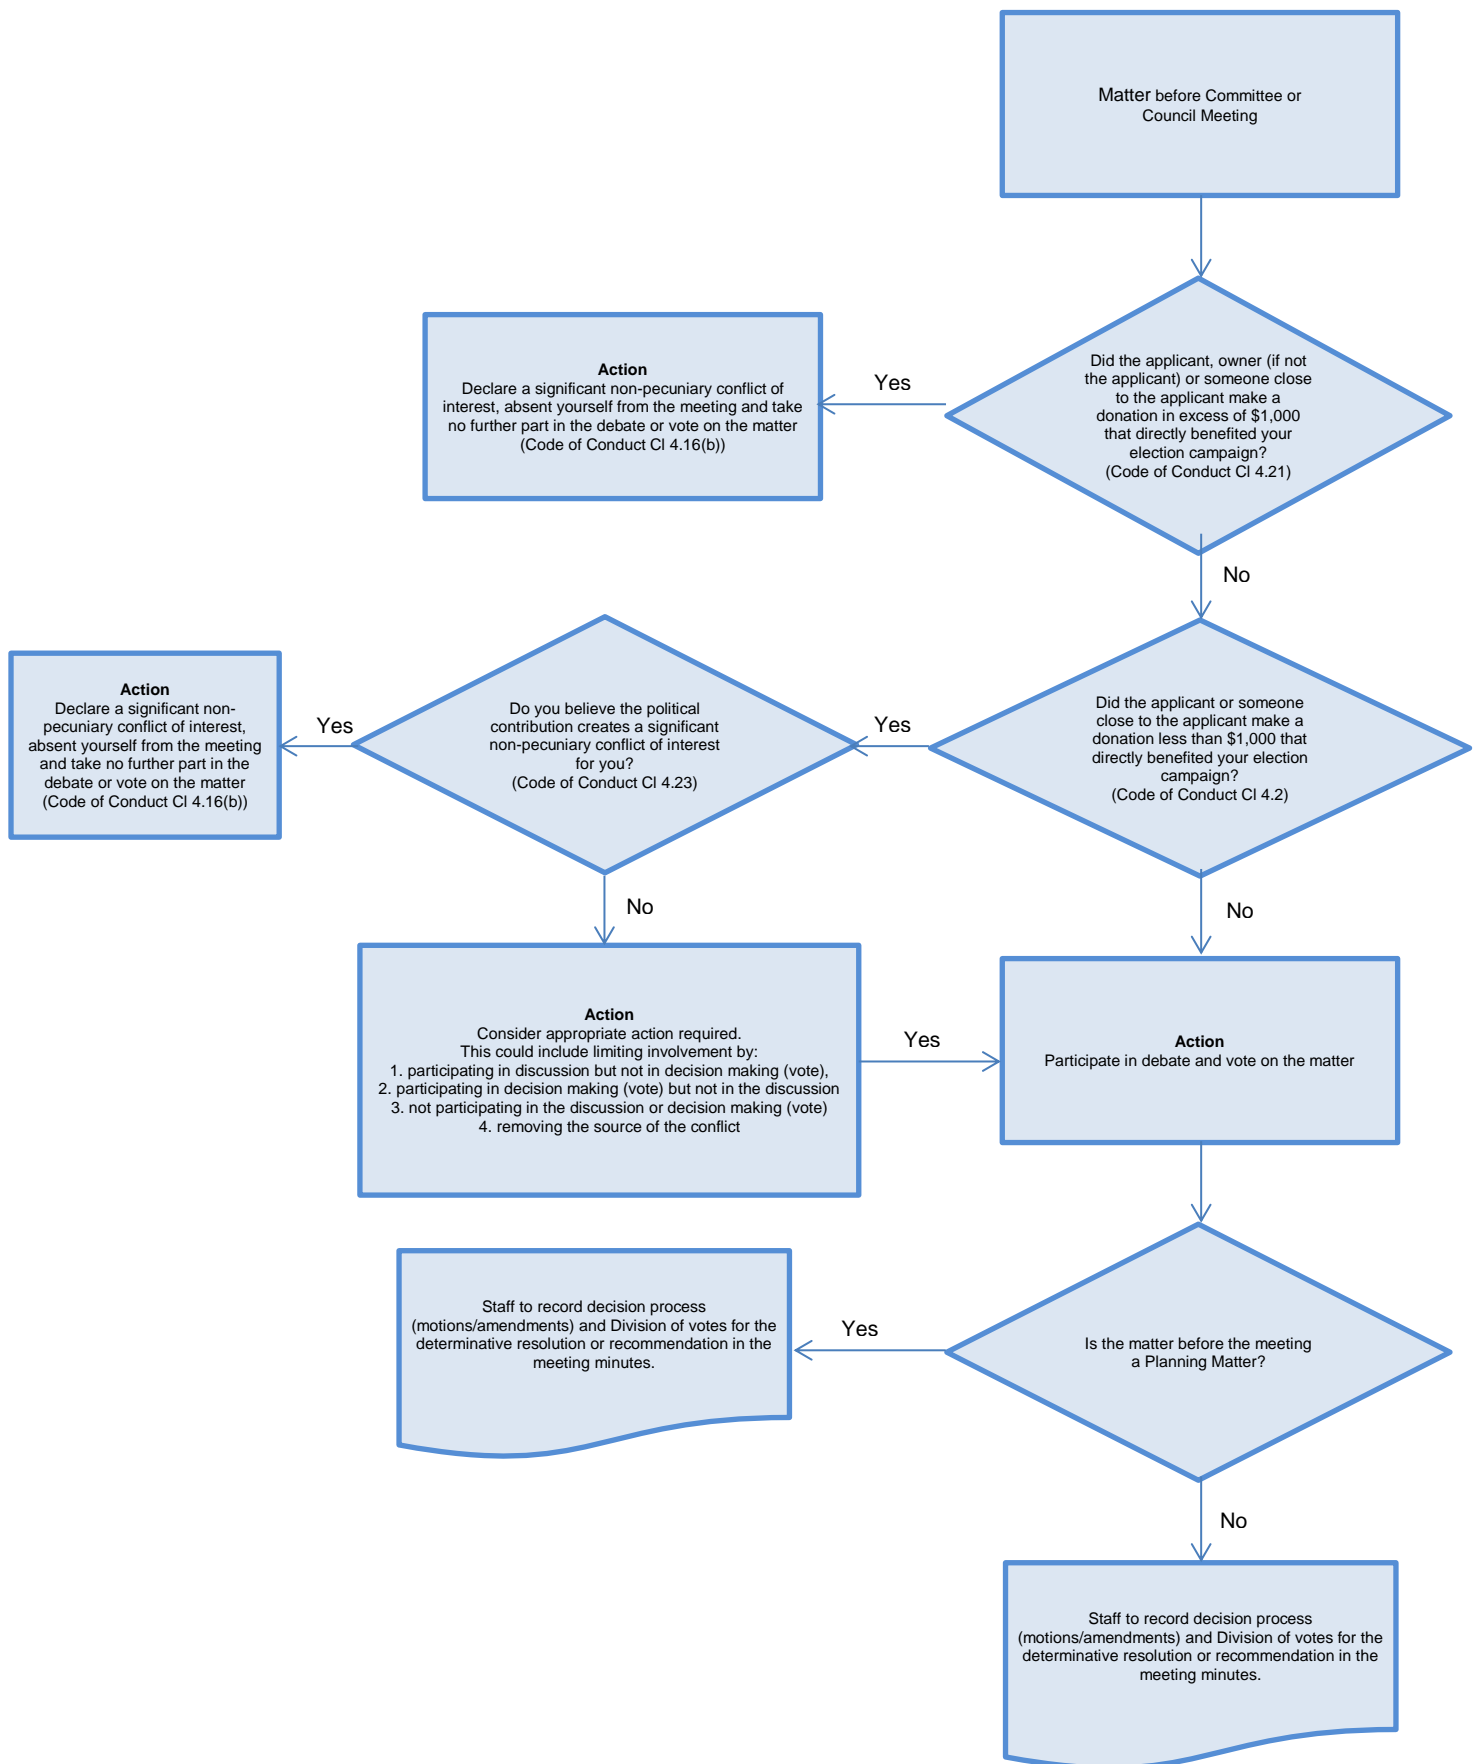 Matter before Committee or
Council Meeting
Did the applicant, owner (if not
the applicant) or someone close
to the applicant make a
donation in excess of $1,000
that directly benefited your
election campaign?
(Code of Conduct Cl 4.21)
Yes
Action
Declare a significant non-pecuniary conflict of
interest, absent yourself from the meeting and take
no further part in the debate or vote on the matter
(Code of Conduct Cl 4.16(b))
No
Did the applicant or someone
close to the applicant make a
donation less than $1,000 that
directly benefited your election
campaign?
(Code of Conduct Cl 4.2)
Yes
Do you believe the political
contribution creates a significant
non-pecuniary conflict of interest
for you?
(Code of Conduct Cl 4.23)
Yes
Action
Declare a significant non-
pecuniary conflict of interest,
absent yourself from the meeting
and take no further part in the
debate or vote on the matter
(Code of Conduct Cl 4.16(b))
No
No
Action
Consider appropriate action required.
This could include limiting involvement by:
1. participating in discussion but not in decision making (vote),
2. participating in decision making (vote) but not in the discussion
3. not participating in the discussion or decision making (vote)
4. removing the source of the conflict
Yes
Action
Participate in debate and vote on the matter
Is the matter before the meeting
a Planning Matter?
Yes
Staff to record decision process
(motions/amendments) and Division of votes for the
determinative resolution or recommendation in the
meeting minutes.
No
Staff to record decision process
(motions/amendments) and Division of votes for the
determinative resolution or recommendation in the
meeting minutes.